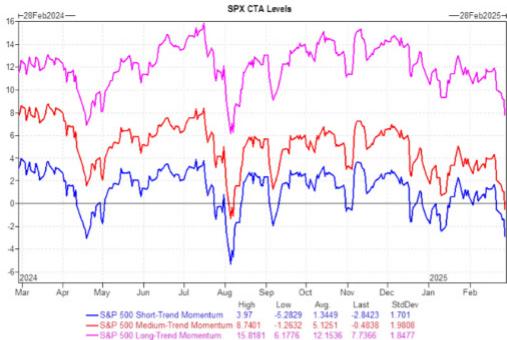 SPX CTA Levels
28Feb2024
28Feb2025
16
14
12
10
8
6
4
2
0
-2
-4
-6
2024
2025
Mar Apr May Jun Jul Aug Sep Oct Nov Dec Jan Feb
High Low Avg. Last StdDev
S&P 500 Short-Trend Momentum 3.97 -5.2829 1.3449 -2.8423 1.701
S&P 500 Medium-Trend Momentum 8.7401 -1.2632 5.1251 -0.4838 1.9808
S&P 500 Long-Trend Momentum 15.8181 6.1776 12.1536 7.7366 1.8477